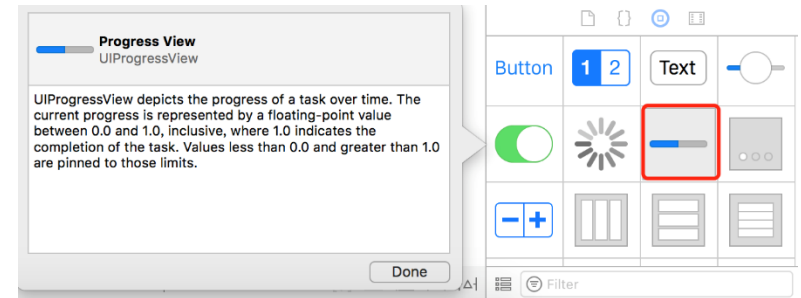 Progress View
UIProgressView
UIProgressView depicts the progress of a task over time. The
current progress is represented by a floating-point value
between 0.0 and 1.0, inclusive, where 1.0 indicates the
completion of the task. Values less than 0.0 and greater than 1.0
are pinned to those limits.
Done
{}
Button
1 2
Text
Filter